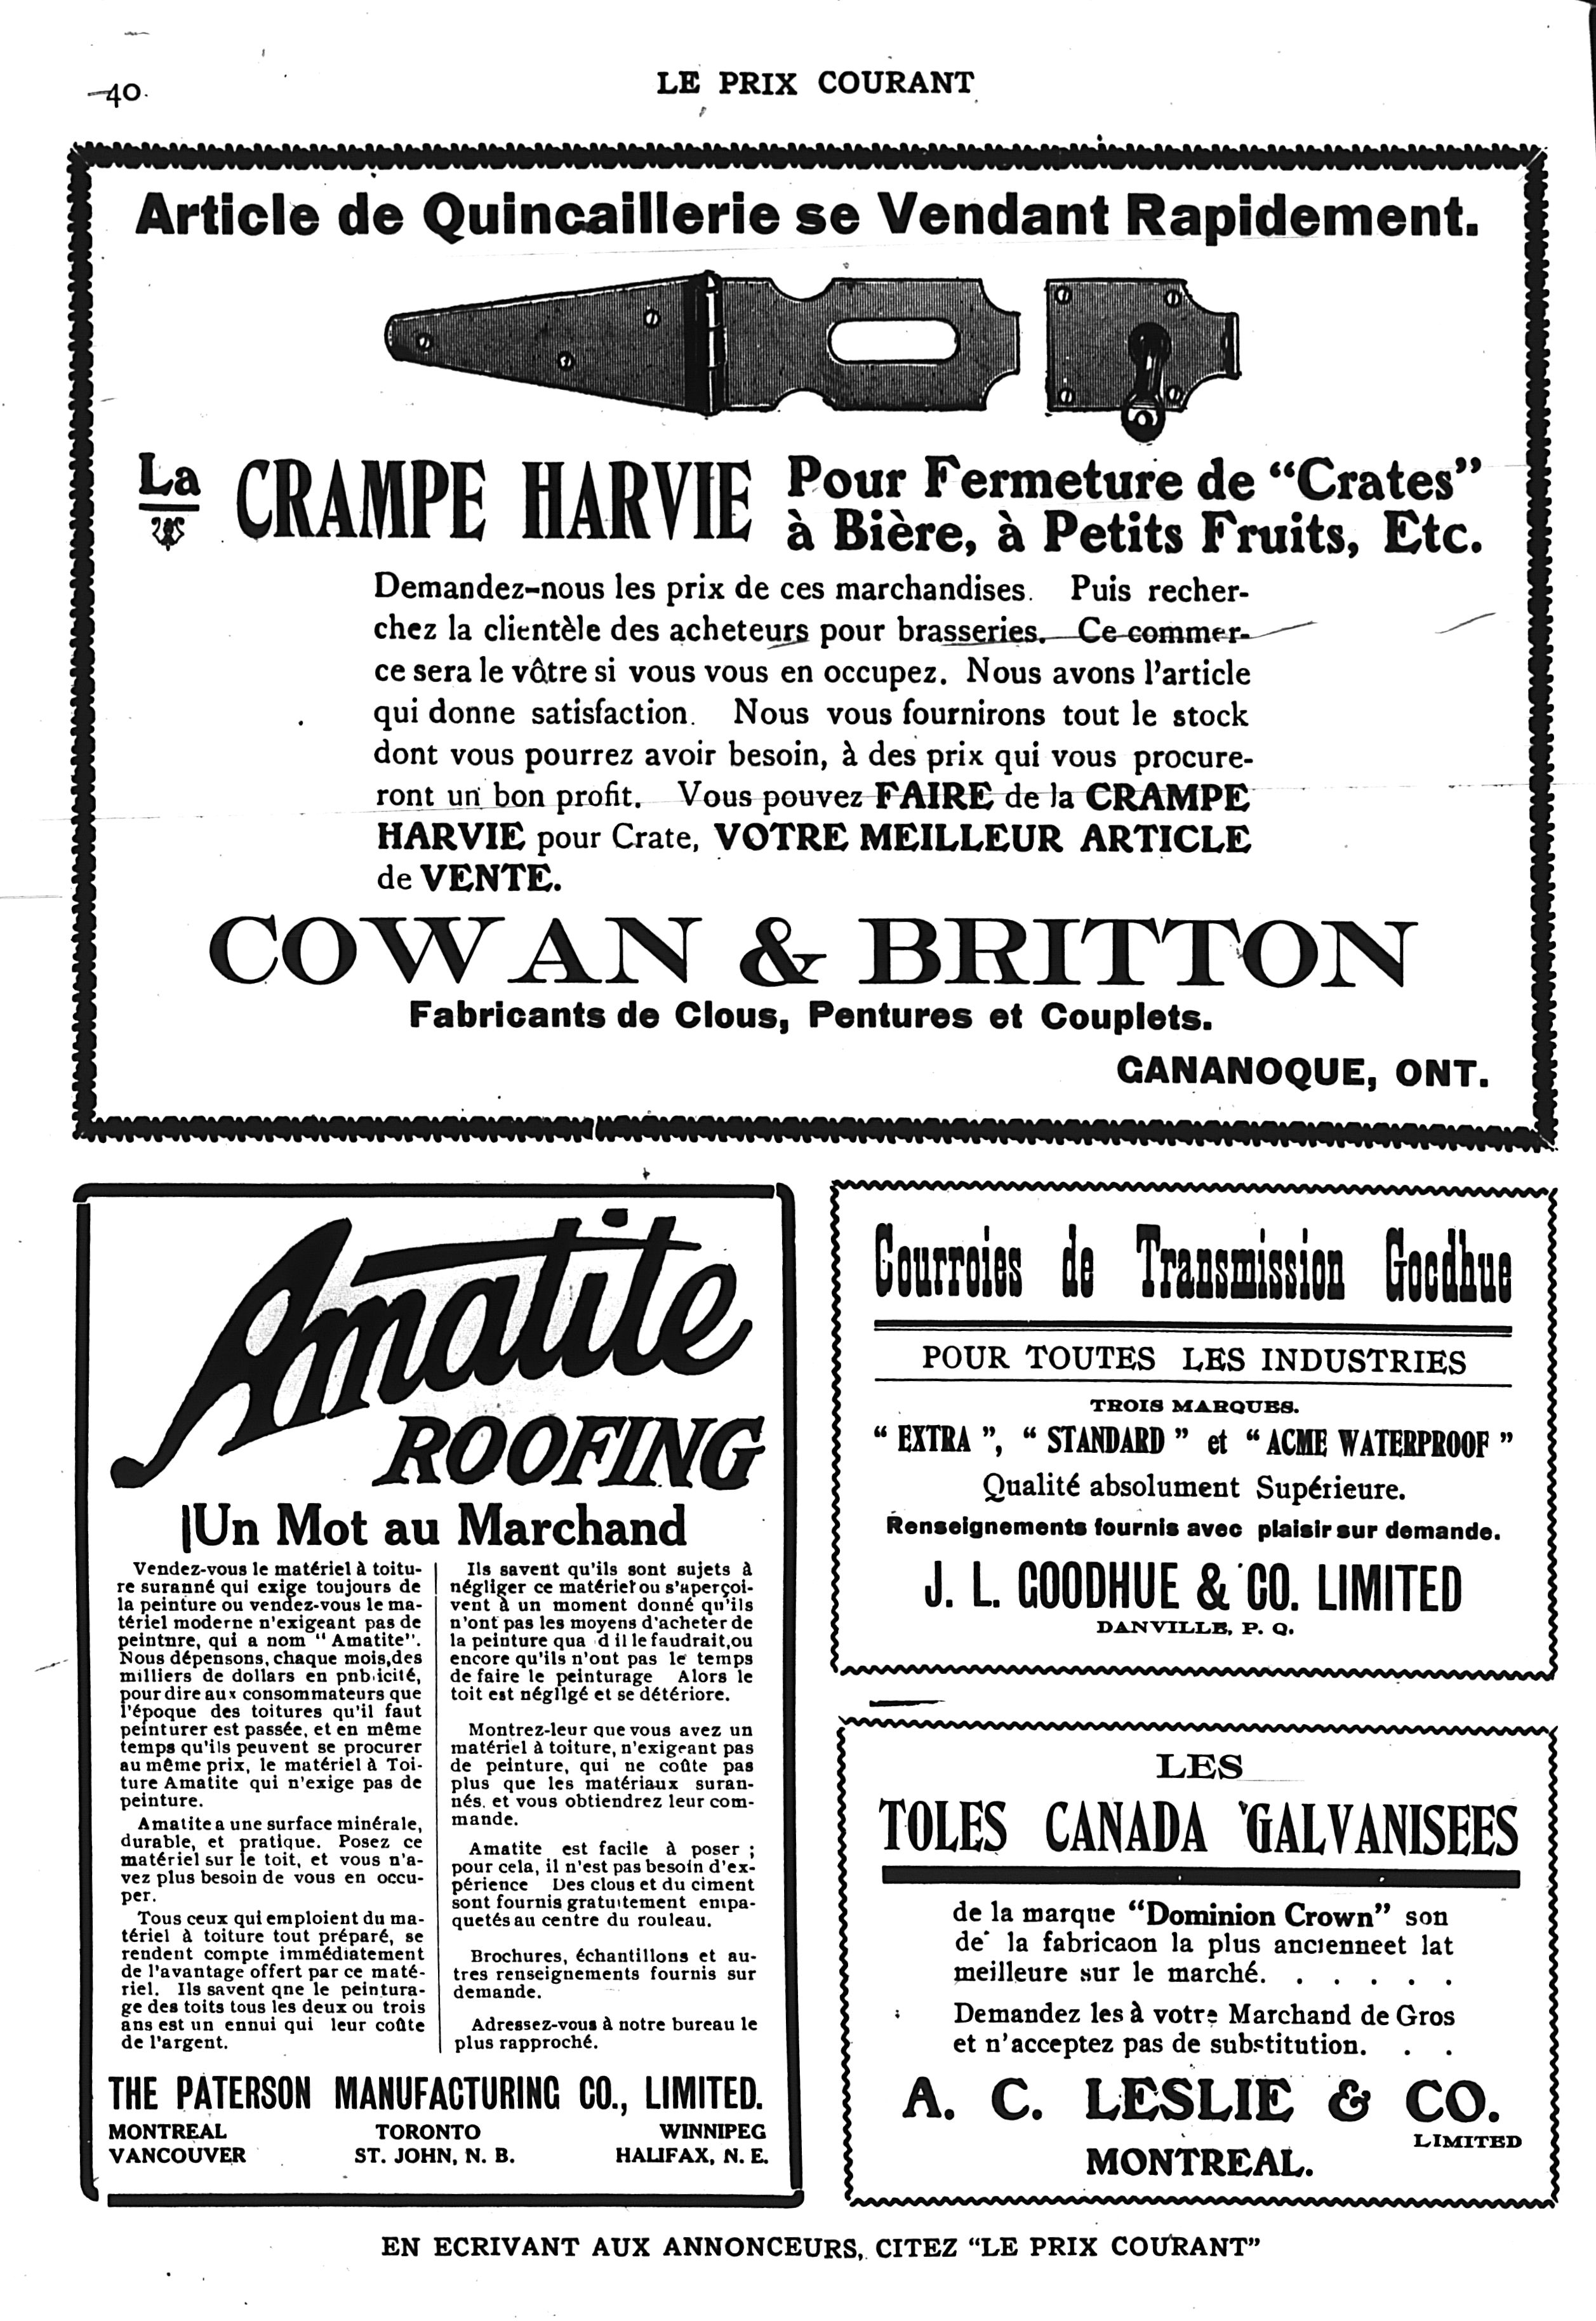 40
LE PRIX COURANT
Article de Quincaillerie se Vendant Rapidement.
La CRAMPE HARVIE
Pour Fermeture de “Crates”
à Bière, à Petits Fruits, Etc.
Demandez-nous les prix de ces marchandises. Puis recher-
chez la clientèle des acheteurs pour brasseries. Ce commer-
ce sera le vôtre si vous vous en occupez. Nous avons l'article
qui donne satisfaction. Nous vous fournirons tout le stock
dont vous pourrez avoir besoin, à des prix qui vous procure-
ront un bon profit. Vous pouvez FAIRE de la CRAMPE
HARVIE pour Crate, VOTRE MEILLEUR ARTICLE
de VENTE.
COWAN & BRITTON
Fabricants de Clous, Pentures et Couplets.
GANANOQUE, ONT.
Amatite
ROOFING
Un Mot au Marchand
Vendez-vous le matériel à toitu-
re suranné qui exige toujours de
la peinture ou vendez-vous le ma-
tériel moderne n'exigeant pas de
peintnre, qui a nom “Amatite”.
Nous dépensons, chaque mois,des
milliers de dollars en pnb.icité,
pour dire aux consommateurs que
l'époque des toitures qu'il faut
peinturer est passée, et en même
temps qu'ils peuvent se procurer
au même prix, le matériel à Toi-
ture Amatite qui n'exige pas de
peinture.
Amatite a une surface minérale,
durable, et pratique. Posez ce
matériel sur le toit, et vous n'a-
vez plus besoin de vous en occu-
per.
Tous ceux qui emploient du ma-
tériel à toiture tout préparé, se
rendent compte immédiatement
de l'avantage offert par ce maté-
riel. Ils savent qne le peintura-
ge des toits tous les deux ou trois
ans est un ennui qui leur coûte
de l'argent.
Ils savent qu'ils sont sujets à
négliger ce matériel ou s'aperçoi-
vent à un moment donné qu'ils
n'ont pas les moyens d'acheter de
la peinture qua d il le faudrait,ou
encore qu'ils n'ont pas le temps
de faire le peinturage Alors le
toit est négligé et se détériore.
Montrez-leur que vous avez un
matériel à toiture, n'exigeant pas
de peinture, qui ne coûte pas
plus que les matériaux suran-
nés. et vous obtiendrez leur com-
mande.
Amatite est facile à poser ;
pour cela, il n'est pas besoin d'ex-
périence Des clous et du ciment
sont fournis gratuitement empa-
quetés au centre du rouleau.
Brochures, échantillons et au-
tres renseignements fournis sur
demande.
Adressez-vous à notre bureau le
plus rapproché.
THE PATERSON MANUFACTURING CO., LIMITED.
MONTREAL TORONTO WINNIPEG
VANCOUVER ST. JOHN, N. B. HALIFAX, N. E.
Courroies de Transmission Goodhue
POUR TOUTES LES INDUSTRIES
TROIS MARQUES.
“ EXTRA ”, “ STANDARD ” et “ ACME WATERPROOF ”
Qualité absolument Supérieure.
Renseignements fournis avec plaisir sur demande.
J. L. GOODHUE & CO. LIMITED
DANVILLE, P. Q.
LES
TOLES CANADA GALVANISEES
de la marque “Dominion Crown” son
de la fabricaon la plus ancienneet lat
meilleure sur le marché. . . . . .
Demandez les à votre Marchand de Gros
et n'acceptez pas de substitution. . .
A. C. LESLIE & CO.
LIMITED
MONTREAL.
EN ECRIVANT AUX ANNONCEURS, CITEZ “LE PRIX COURANT”